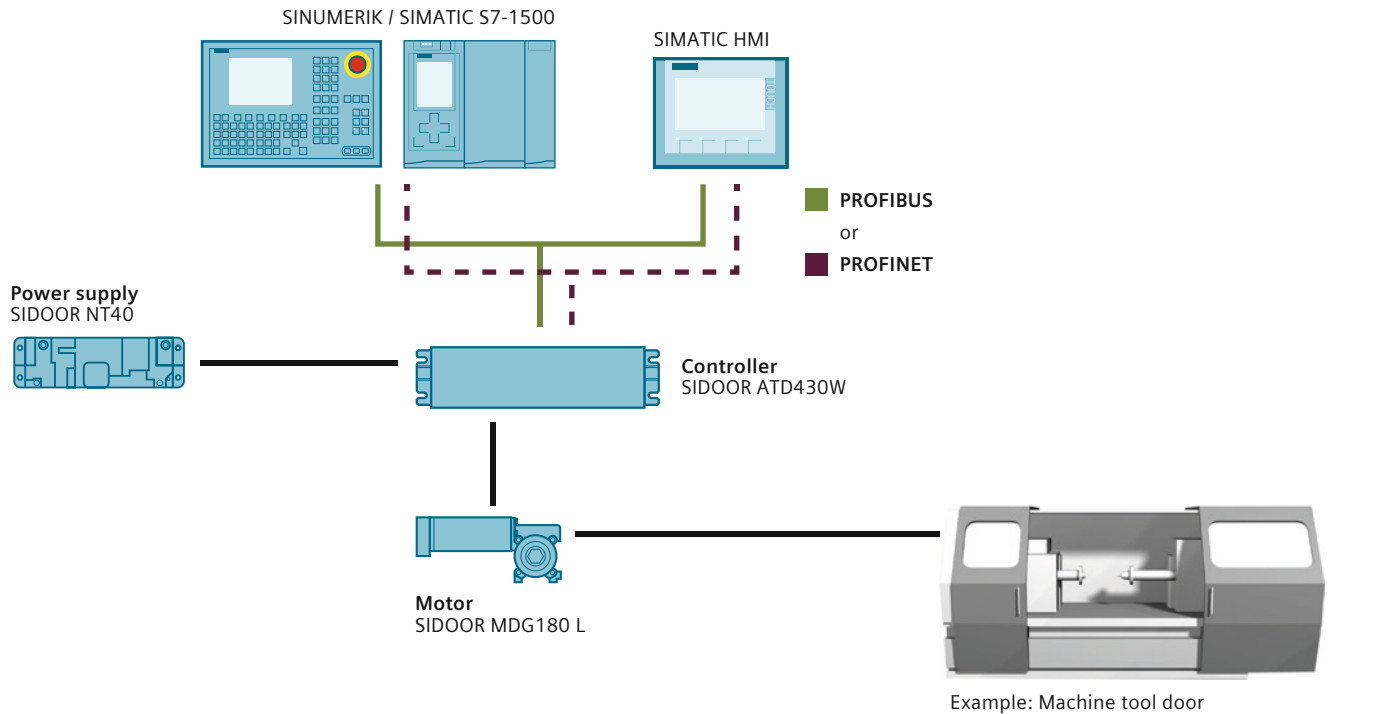 SINUMERIK / SIMATIC S7-1500
SIMATIC HMI
TOUCH
PROFIBUS
or
PROFINET
Power supply
SIDOOR NT40
Controller
SIDOOR ATD430W
Motor
SIDOOR MDG180 L
Example: Machine tool door